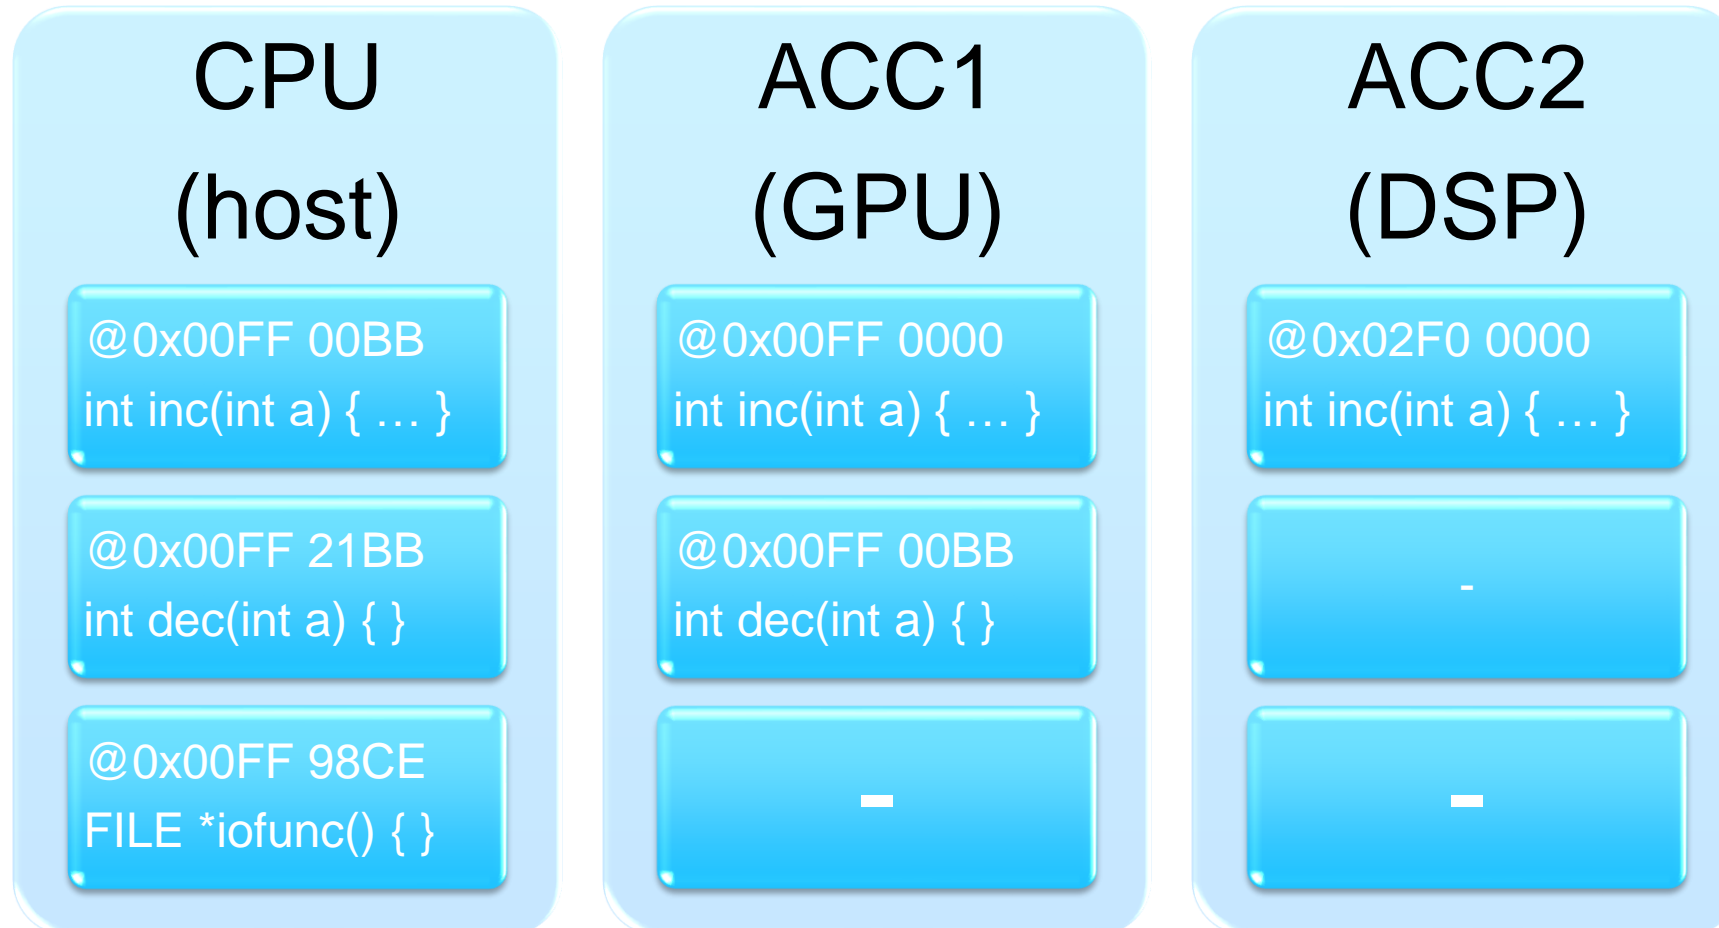 CPU
(host)
@0x00FF 00BB
int inc(int a) { … }
@0x00FF 21BB
int dec(int a) { }
@0x00FF 98CE
FILE *iofunc() { }
ACC1
(GPU)
@0x00FF 0000
int inc(int a) { … }
@0x00FF 00BB
int dec(int a) { }
-
ACC2
(DSP)
@0x02F0 0000
int inc(int a) { … }
-
-